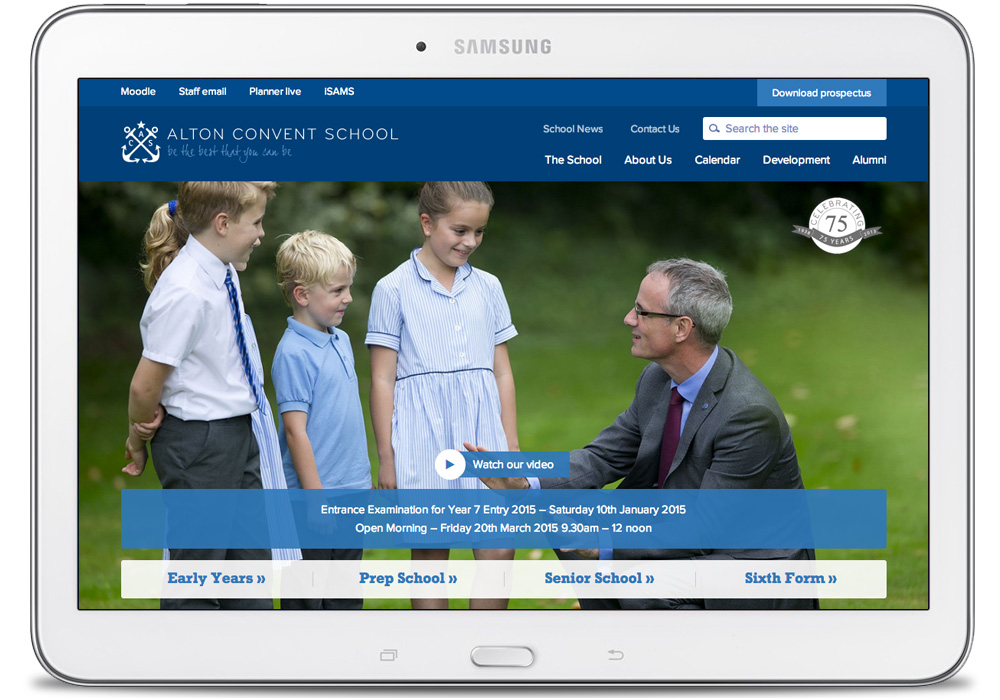 SAMSUNG
Moodle Staff email Planner live iSAMS Download prospectus
School News Contact Us Search the site
C A S
ALTON CONVENT SCHOOL
be the best that you can be
The School About Us Calendar Development Alumni
CELEBRATING
75
1938 75 YEARS 2013
Watch our video
Entrance Examination for Year 7 Entry 2015 – Saturday 10th January 2015
Open Morning – Friday 20th March 2015 9.30am – 12 noon
Early Years » Prep School » Senior School » Sixth Form »